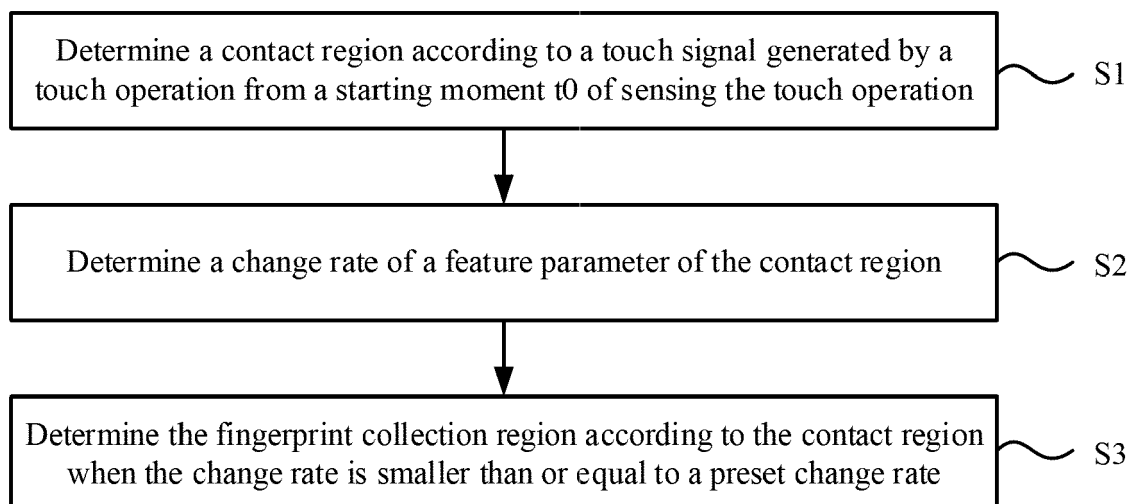 Determine a contact region according to a touch signal generated by a
touch operation from a starting moment t0 of sensing the touch operation
S1
Determine a change rate of a feature parameter of the contact region
S2
Determine the fingerprint collection region according to the contact region
when the change rate is smaller than or equal to a preset change rate
S3